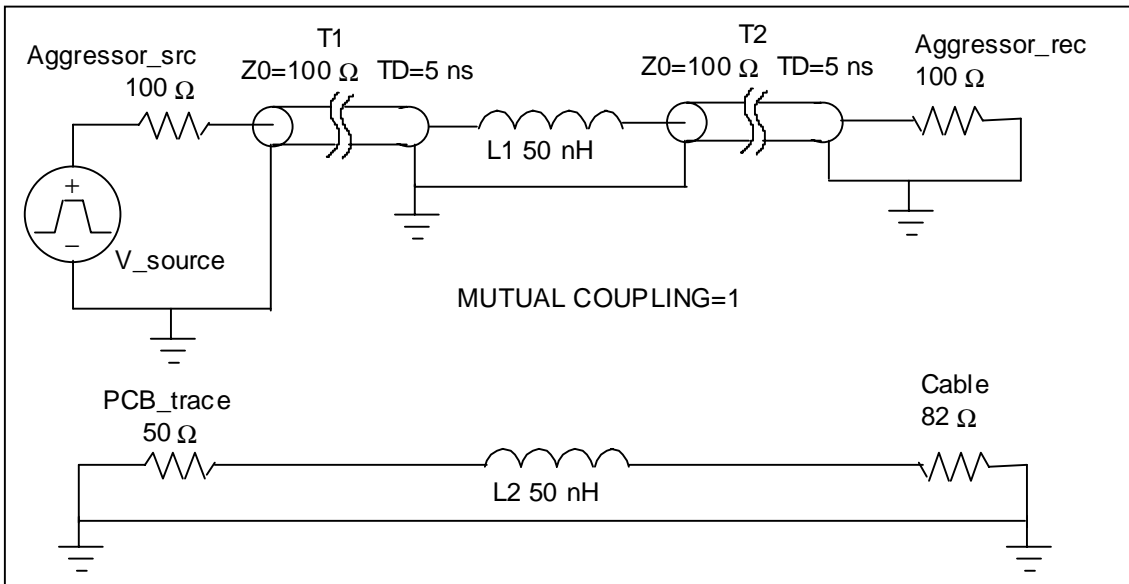 T1
T2
Aggressor_src
Aggressor_rec
Z0=100 Ω TD=5 ns
Z0=100 Ω TD=5 ns
100 Ω
100 Ω
L1 50 nH
+
−
V_source
MUTUAL COUPLING=1
PCB_trace
Cable
50 Ω
82 Ω
L2 50 nH